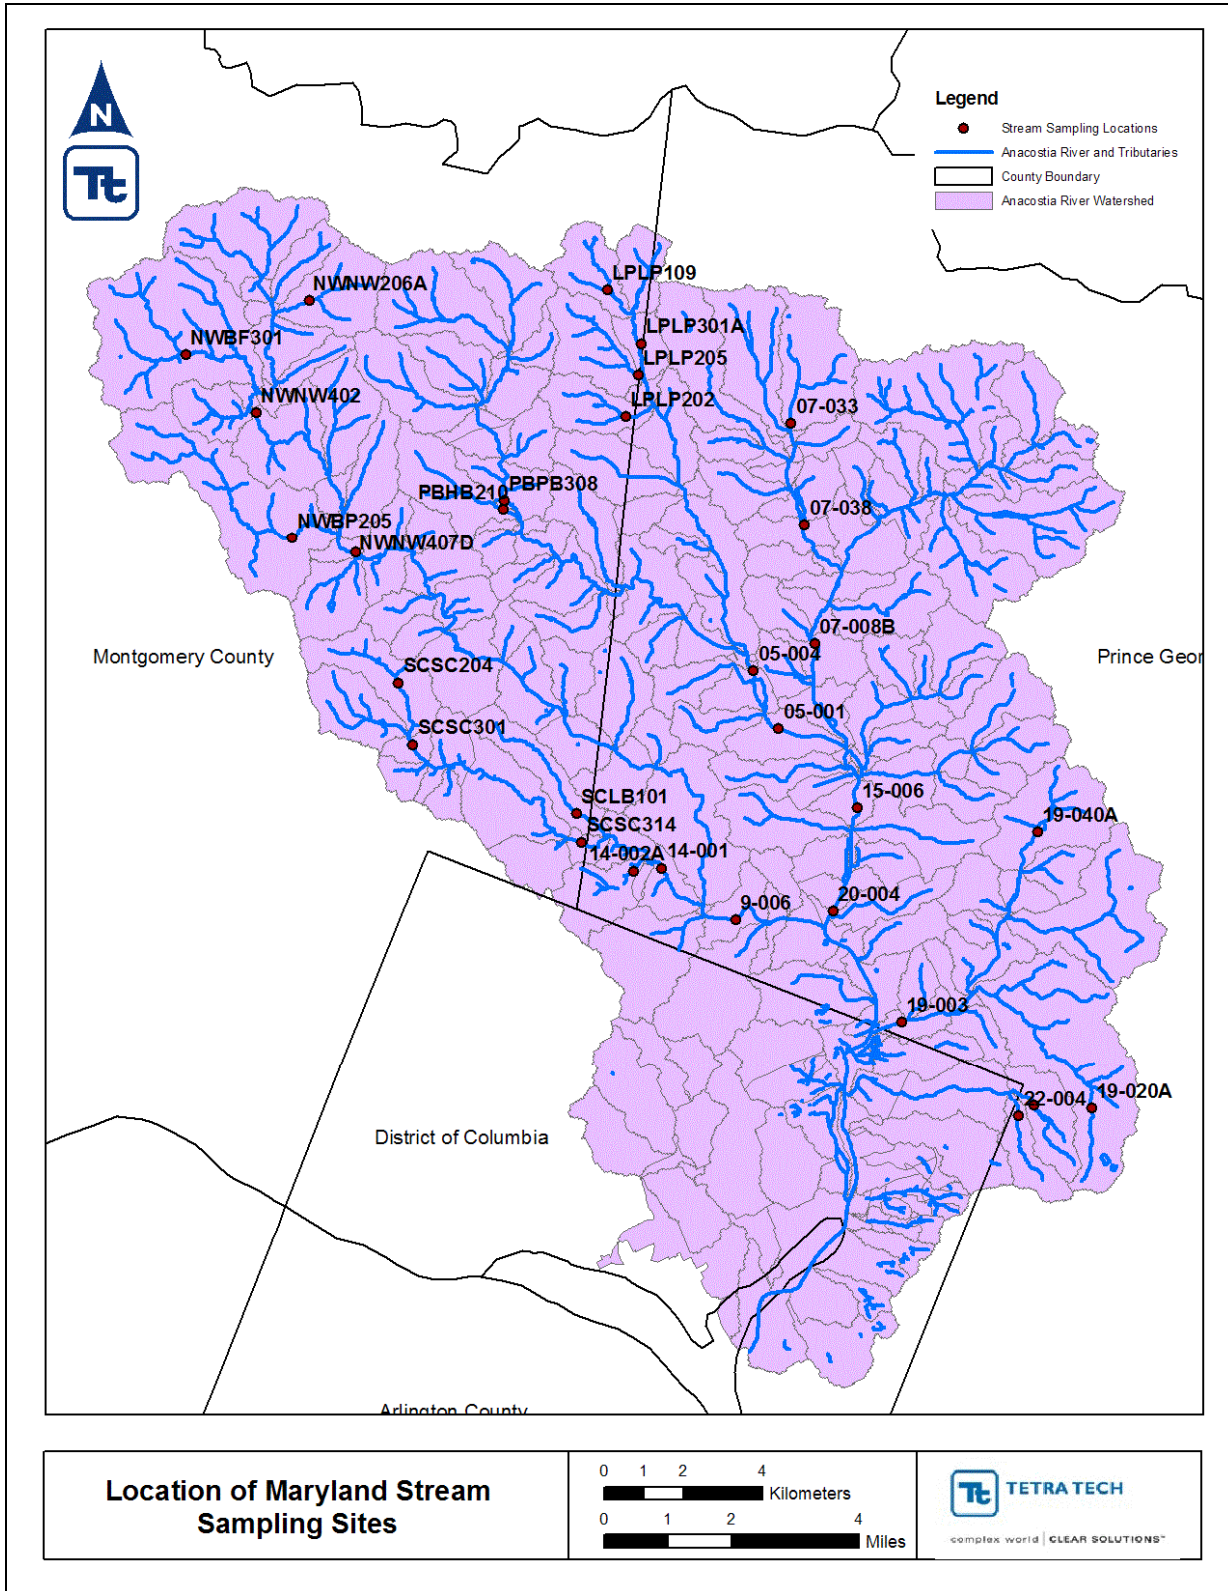 N
Tt
Legend
Stream Sampling Locations
Anacostia River and Tributaries
County Boundary
Anacostia River Watershed
LPLP109
NWNW206A
LPLP301A
NWBF301
LPLP205
NWNW402
LPLP202
07-033
PBPB308
PBHB210
07-038
NWBP205
NWNW407D
07-008B
Montgomery County
05-004
Prince Geor
SCSC204
05-001
SCSC301
15-006
SCLB101
19-040A
SCSC314
14-002A
14-001
9-006
20-004
19-003
22-004
19-020A
District of Columbia
Arlington County
Location of Maryland Stream
Sampling Sites
0 1 2 4
Kilometers
0 1 2 4
Miles
Tt TETRA TECH
complex world | CLEAR SOLUTIONS™